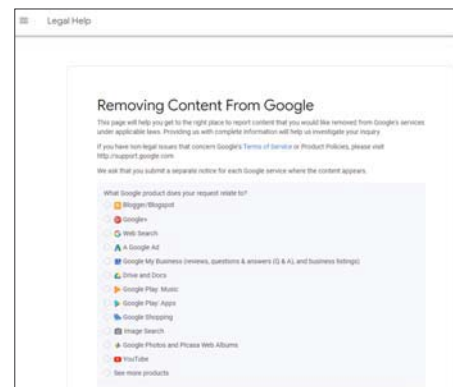 Legal Help
Removing Content From Google
This page will help you get to the right place to report content that you would like removed from Google's services
under applicable laws. Providing us with complete information will help us investigate your inquiry
If you have non-legal issues that concern Google's Terms of Service or Product Policies, please visit
http://support.google.com
We ask that you submit a separate notice for each Google service where the content appears.
What Google product does your request relate to?
Blogger/Blogspot
Google+
Web Search
A Google Ad
Google My Business (reviews, questions & answers (Q & A), and business listings)
Drive and Docs
Google Play: Music
Google Play: Apps
Google Shopping
Image Search
Google Photos and Picasa Web Albums
YouTube
See more products